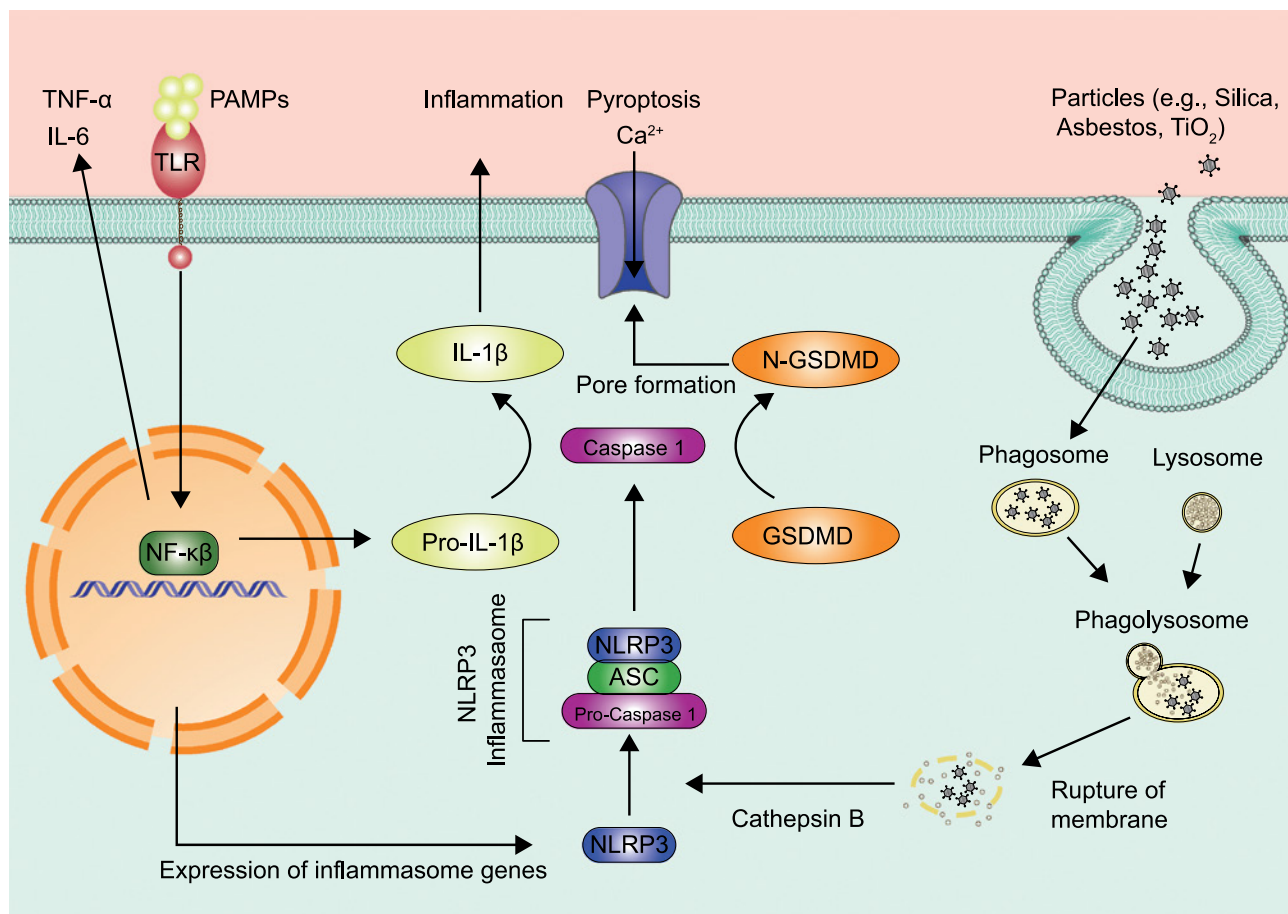 TNF-α
IL-6
PAMPs
TLR
Inflammation
Pyroptosis
Ca²⁺
Particles (e.g., Silica,
Asbestos, TiO₂)
IL-1β
N-GSDMD
Pore formation
Caspase 1
Phagosome
Lysosome
NF-κβ
Pro-IL-1β
GSDMD
Phagolysosome
NLRP3
Inflammasaome
NLRP3
ASC
Pro-Caspase 1
Cathepsin B
Rupture of
membrane
NLRP3
Expression of inflammasome genes